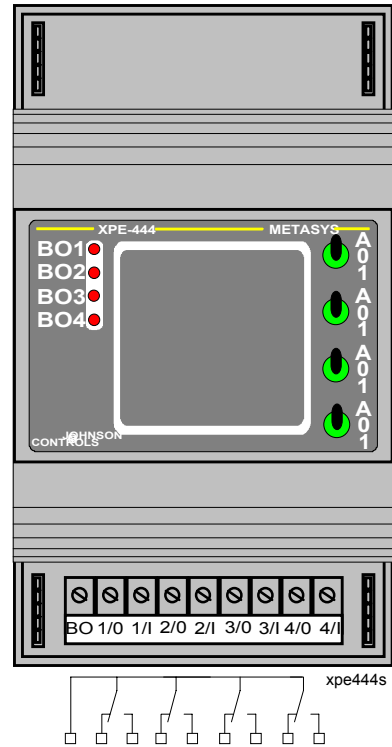 XPE-444 METASYS
BO1
BO2
BO3
BO4
A
0
1
A
0
1
A
0
1
A
0
1
JOHNSON
CONTROLS
BO 1/0 1/I 2/0 2/I 3/0 3/I 4/0 4/I
xpe444s